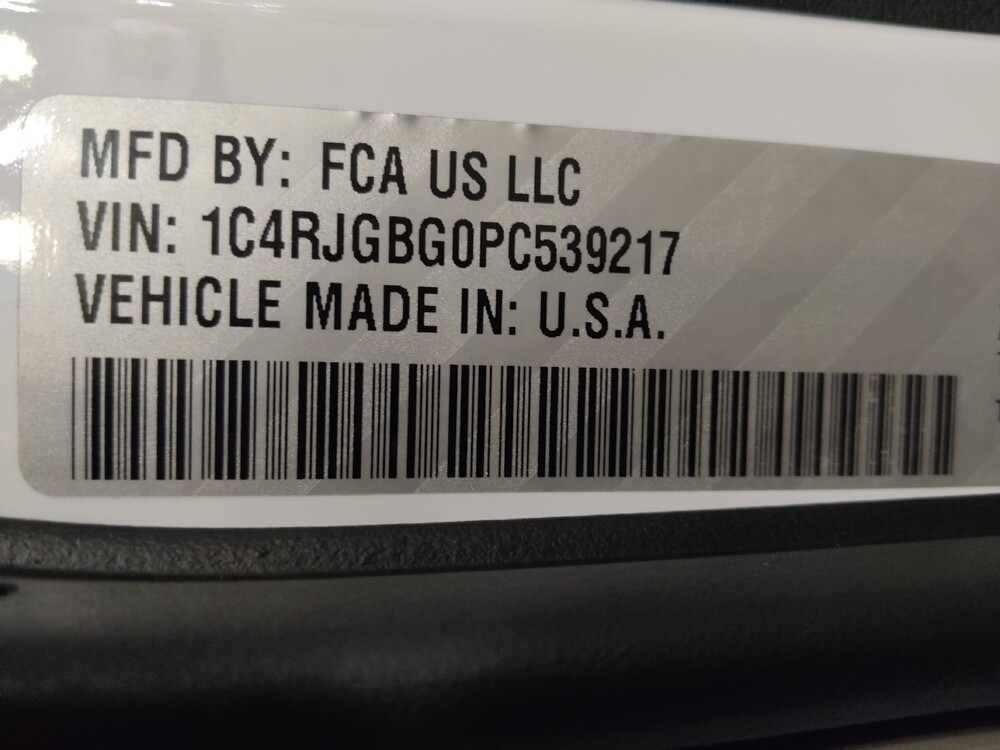 MFD BY: FCA US LLC
VIN: 1C4RJGBG0PC539217
VEHICLE MADE IN: U.S.A.